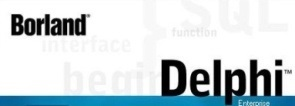 Borland®
SQL
function
interface
begin
Delphi™
Enterprise